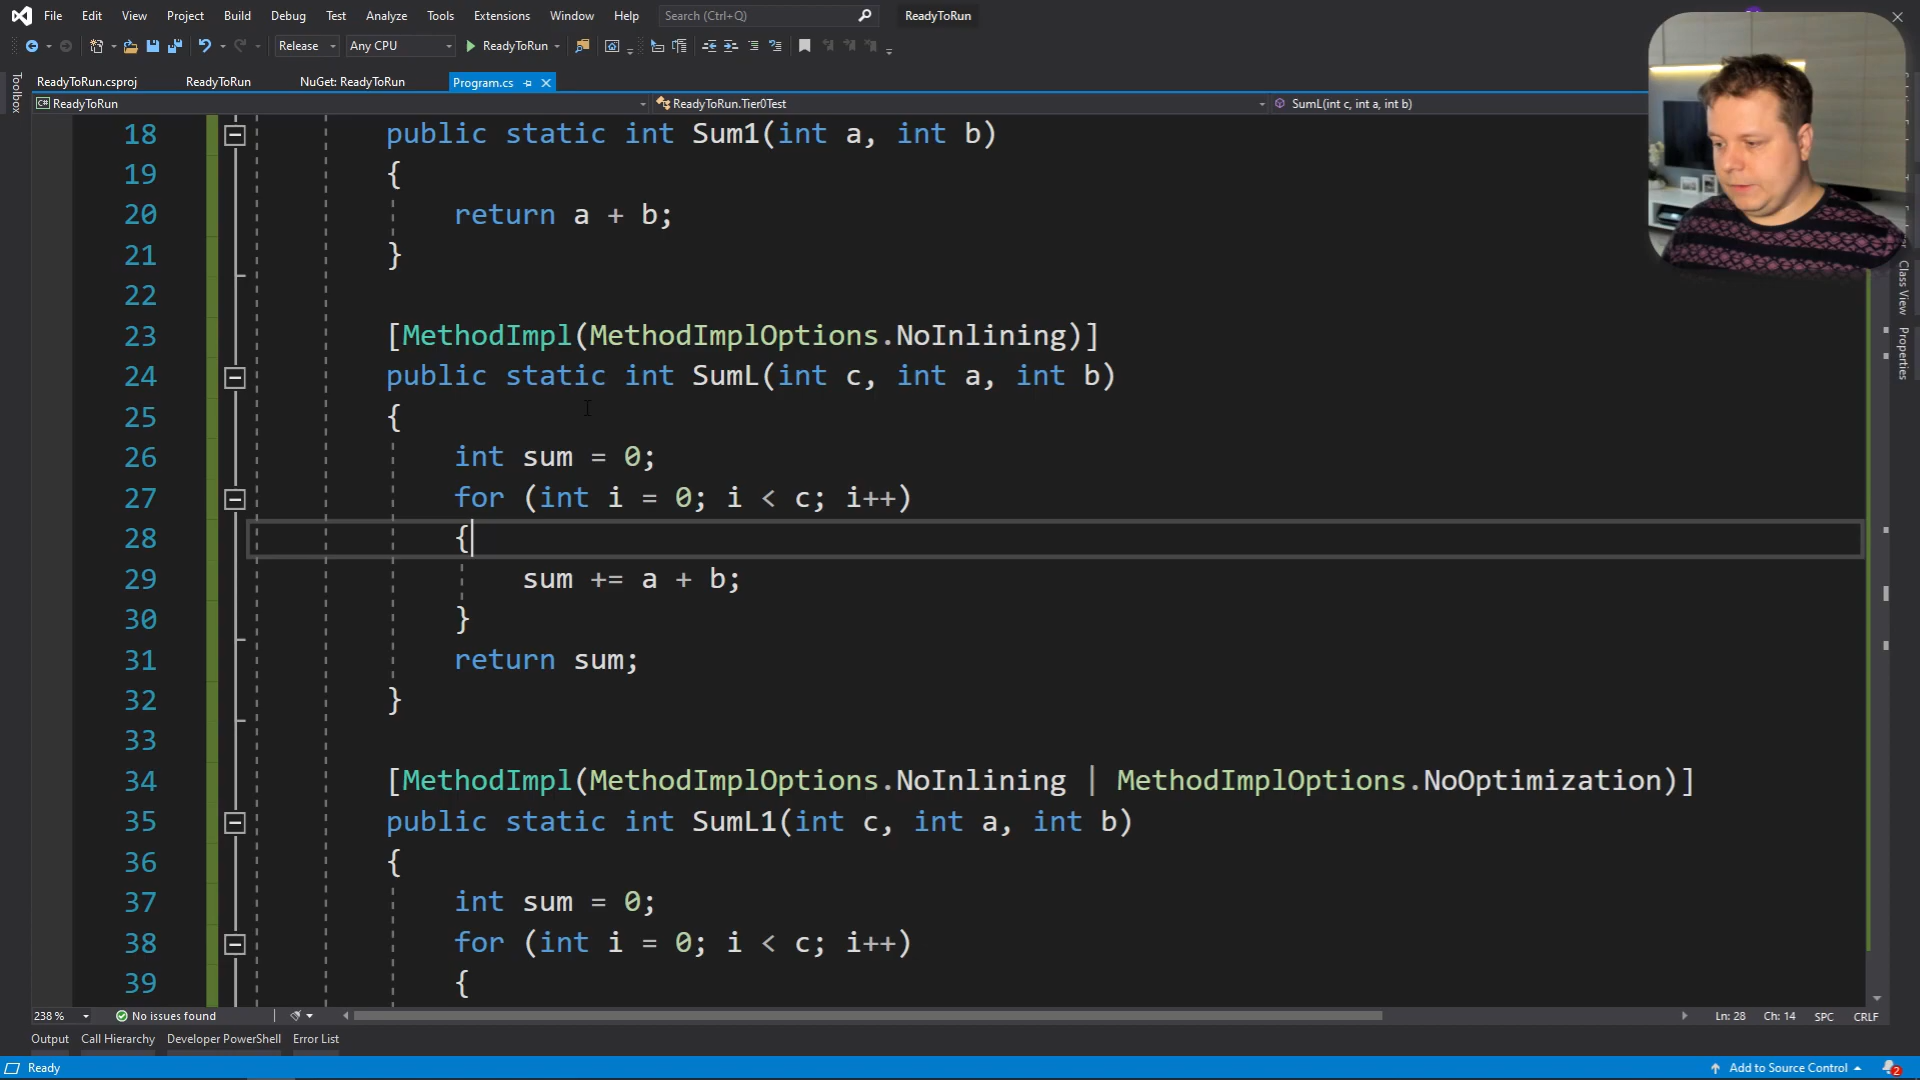 File Edit View Project Build Debug Test Analyze Tools Extensions Window Help Search (Ctrl+Q) ReadyToRun
Release Any CPU ReadyToRun
ReadyToRun.csproj ReadyToRun NuGet: ReadyToRun Program.cs
C# ReadyToRun ReadyToRun.Tier0Test SumL(int c, int a, int b)
Toolbox
Class View
Properties
18 public static int Sum1(int a, int b)
19 {
20 return a + b;
21 }
22
23 [MethodImpl(MethodImplOptions.NoInlining)]
24 public static int SumL(int c, int a, int b)
25 {
26 int sum = 0;
27 for (int i = 0; i < c; i++)
28 {
29 sum += a + b;
30 }
31 return sum;
32 }
33
34 [MethodImpl(MethodImplOptions.NoInlining | MethodImplOptions.NoOptimization)]
35 public static int SumL1(int c, int a, int b)
36 {
37 int sum = 0;
38 for (int i = 0; i < c; i++)
39 {
238 % No issues found Ln: 28 Ch: 14 SPC CRLF
Output Call Hierarchy Developer PowerShell Error List
Ready Add to Source Control 2